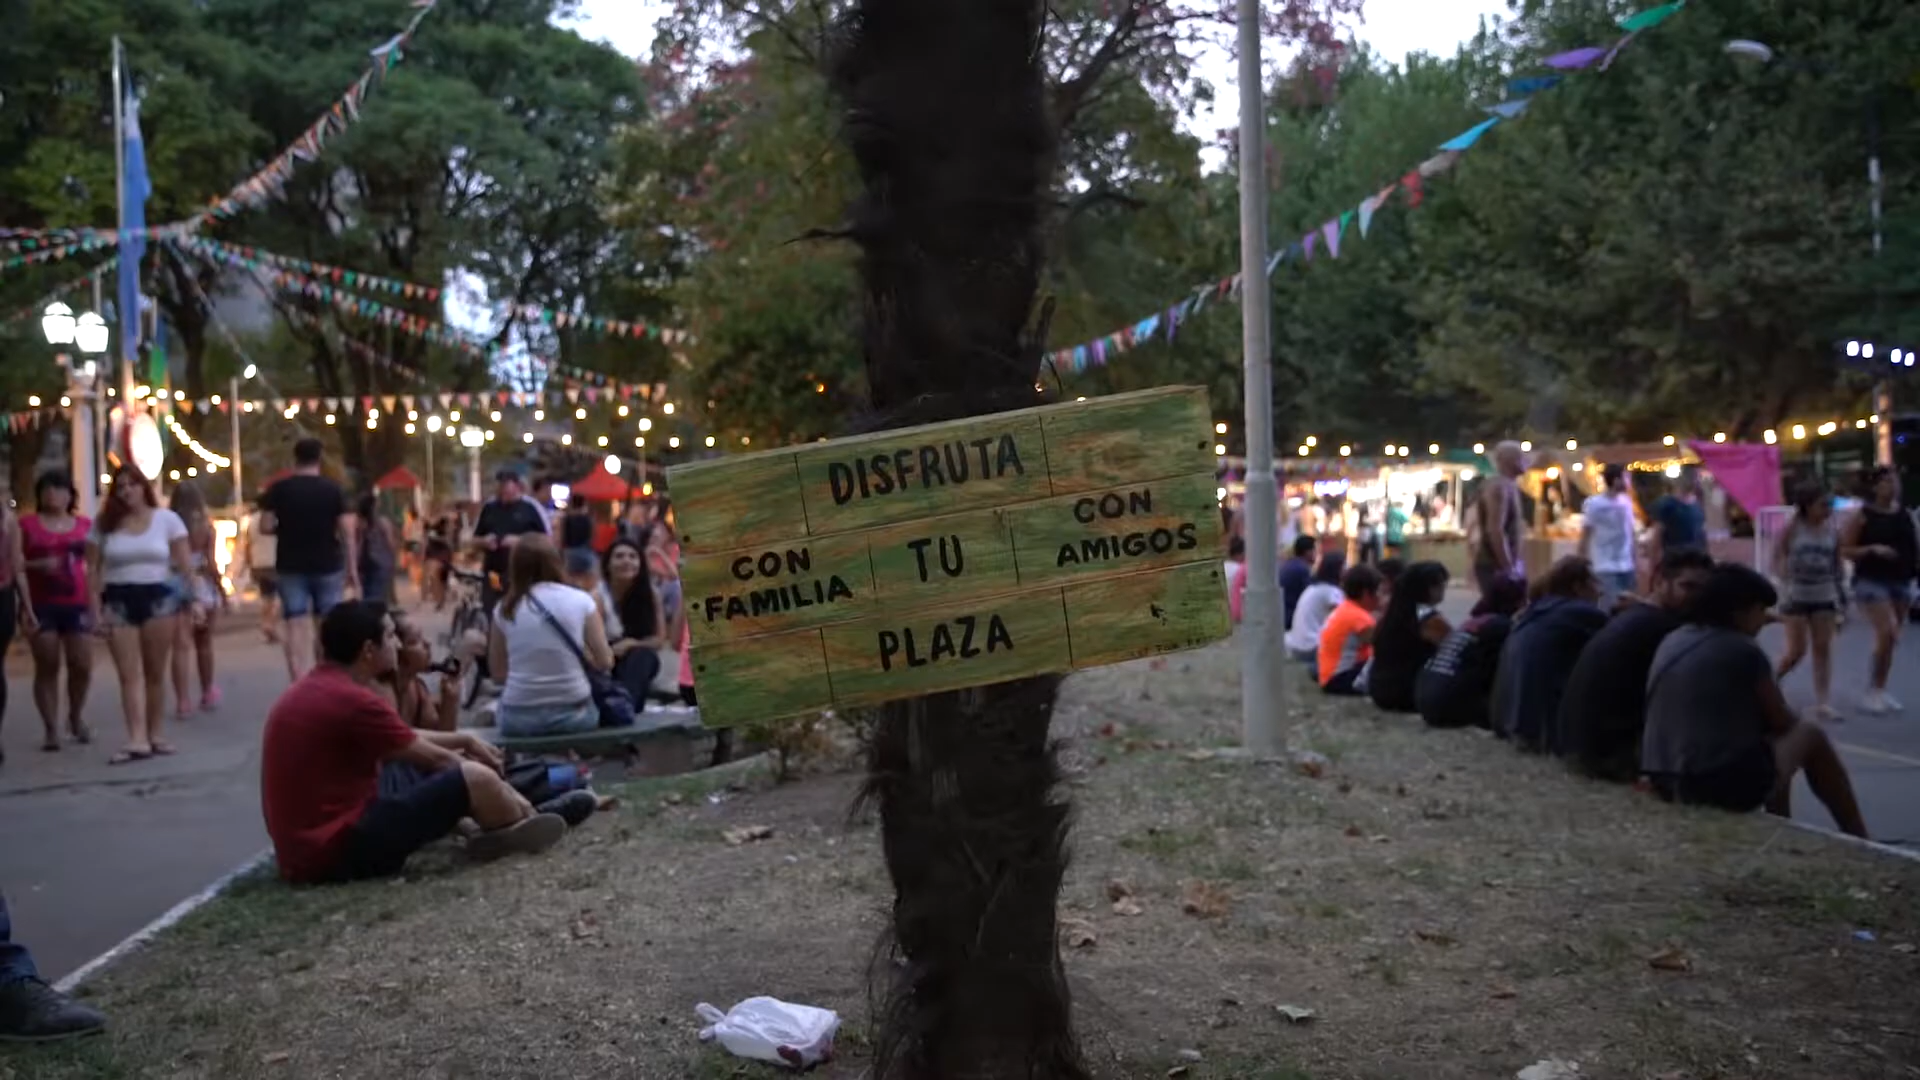 DISFRUTA
CON FAMILIA
TU
CON AMIGOS
PLAZA